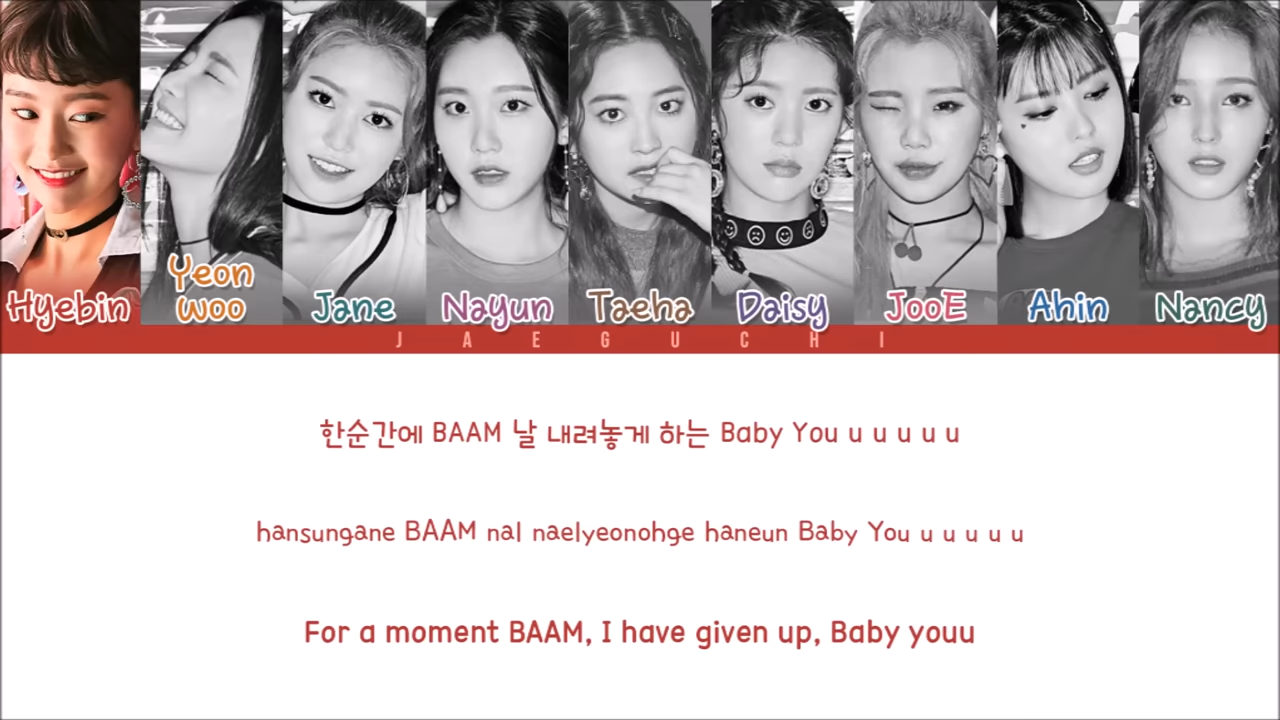 Hyebin
Yeon
woo
Jane
Nayun
Taeha
Daisy
JooE
Ahin
Nancy
JAEGUCHI
한순간에 BAAM 날 내려놓게 하는 Baby You u u u u u
hansungane BAAM nal naelyeonohge haneun Baby You u u u u u
For a moment BAAM, I have given up, Baby youu